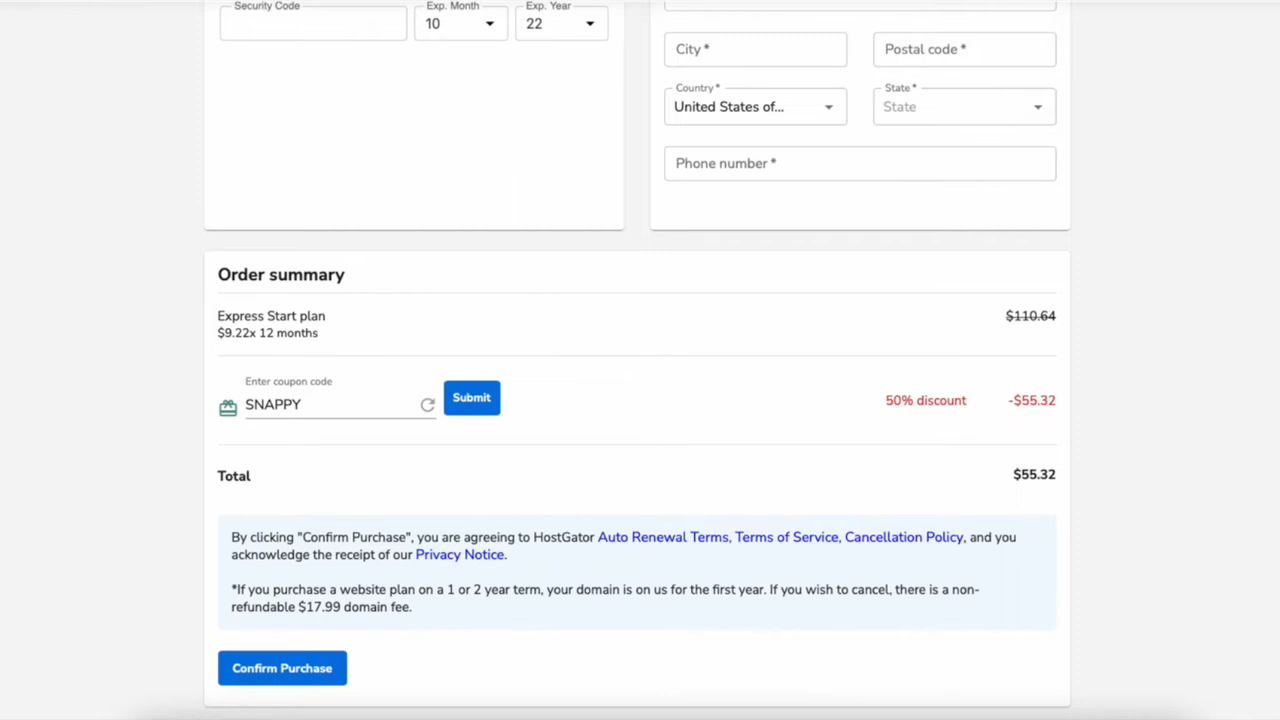 Security Code
Exp. Month
Exp. Year
10
22
City *
Postal code *
Country *
State *
United States of...
State
Phone number *
Order summary
Express Start plan
$110.64
$9.22x 12 months
Enter coupon code
SNAPPY
Submit
50% discount
-$55.32
Total
$55.32
By clicking "Confirm Purchase", you are agreeing to HostGator Auto Renewal Terms, Terms of Service, Cancellation Policy, and you
acknowledge the receipt of our Privacy Notice.
*If you purchase a website plan on a 1 or 2 year term, your domain is on us for the first year. If you wish to cancel, there is a non-
refundable $17.99 domain fee.
Confirm Purchase